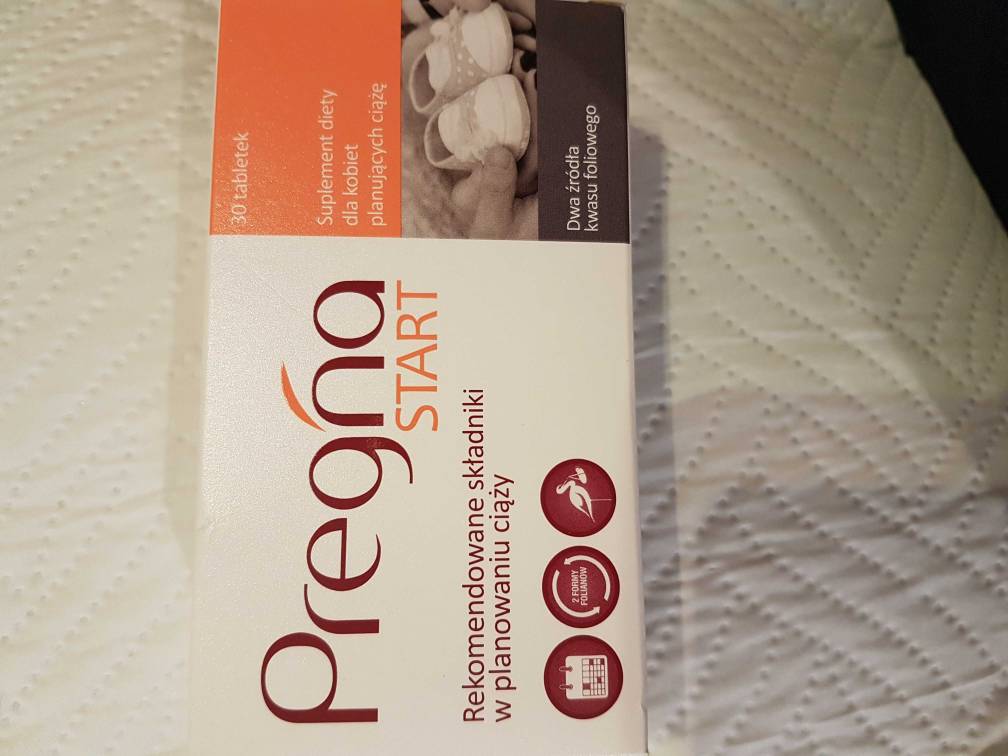 Pregna
START
Rekomendowane składniki
w planowaniu ciąży
2 FORMY
FOLIANÓW
30 tabletek
Suplement diety
dla kobiet
planujących ciążę
Dwa źródła
kwasu foliowego